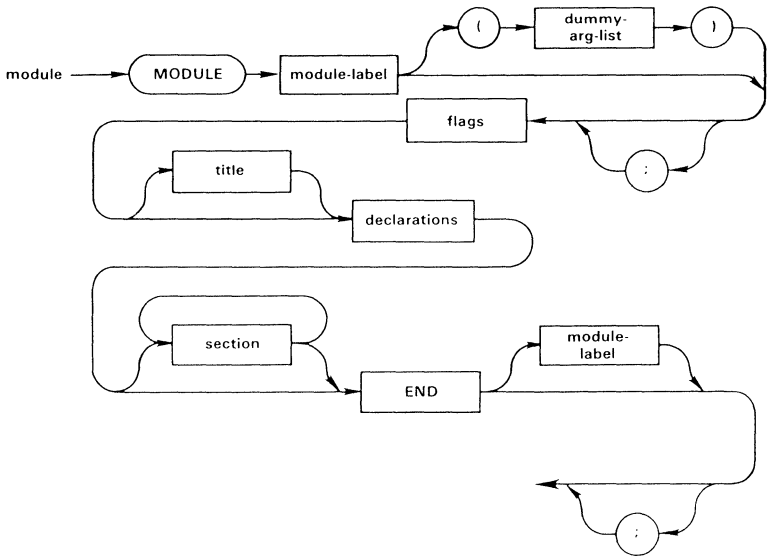 ( dummy-
arg-list )
module MODULE module-label
flags
;
title
declarations
section
module-
label
END
;